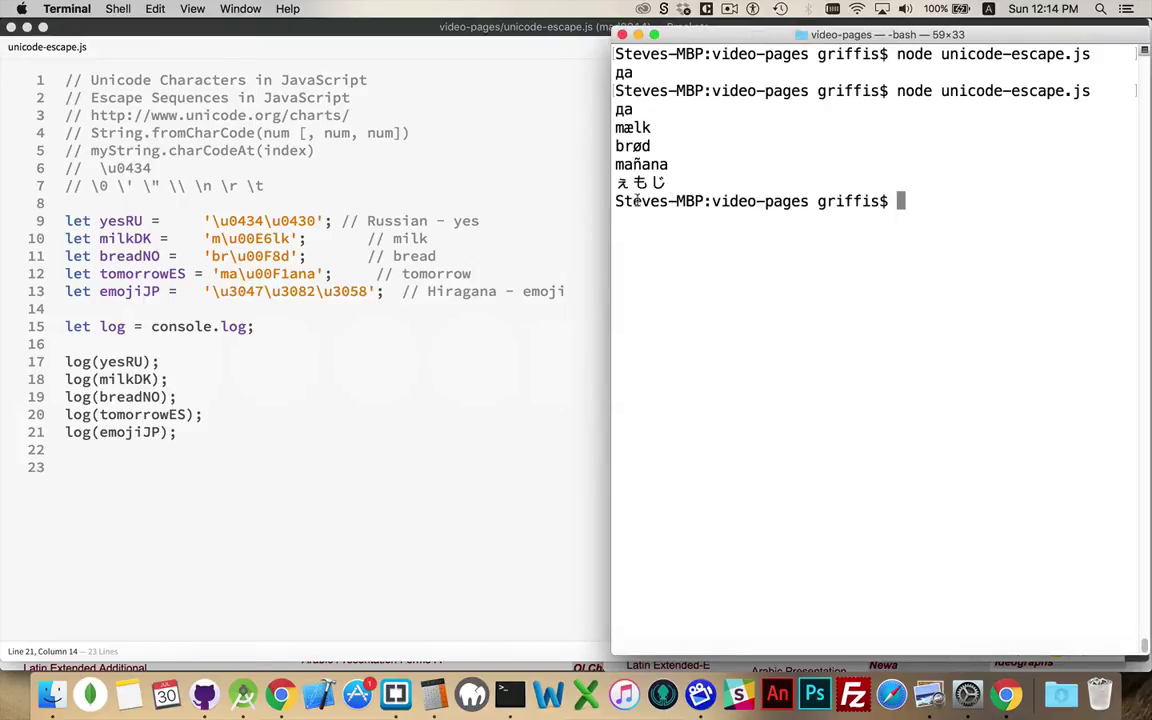 Terminal Shell Edit View Window Help
100% Sun 12:14 PM
video-pages/unicode-escape.js
unicode-escape.js
video-pages — -bash — 59×33
1 // Unicode Characters in JavaScript
2 // Escape Sequences in JavaScript
3 // http://www.unicode.org/charts/
4 // String.fromCharCode(num [, num, num])
5 // myString.charCodeAt(index)
6 //  \u0434
7 // \0 \' \" \\ \n \r \t
8
9 let yesRU =     '\u0434\u0430'; // Russian - yes
10 let milkDK =    'm\u00E6lk';       // milk
11 let breadNO =   'br\u00F8d';       // bread
12 let tomorrowES = 'ma\u00F1ana';     // tomorrow
13 let emojiJP =   '\u3047\u3082\u3058';  // Hiragana - emoji
14
15 let log = console.log;
16
17 log(yesRU);
18 log(milkDK);
19 log(breadNO);
20 log(tomorrowES);
21 log(emojiJP);
22
23
Line 21, Column 14 — 23 Lines
Steves-MBP:video-pages griffis$ node unicode-escape.js
да
Steves-MBP:video-pages griffis$ node unicode-escape.js
да
mælk
brød
mañana
ぇもじ
Steves-MBP:video-pages griffis$
Latin Extended Additional
Latin Extended-E
Arabic Presentation
Newa
Ideographs
30
1
An
Ps
Fz